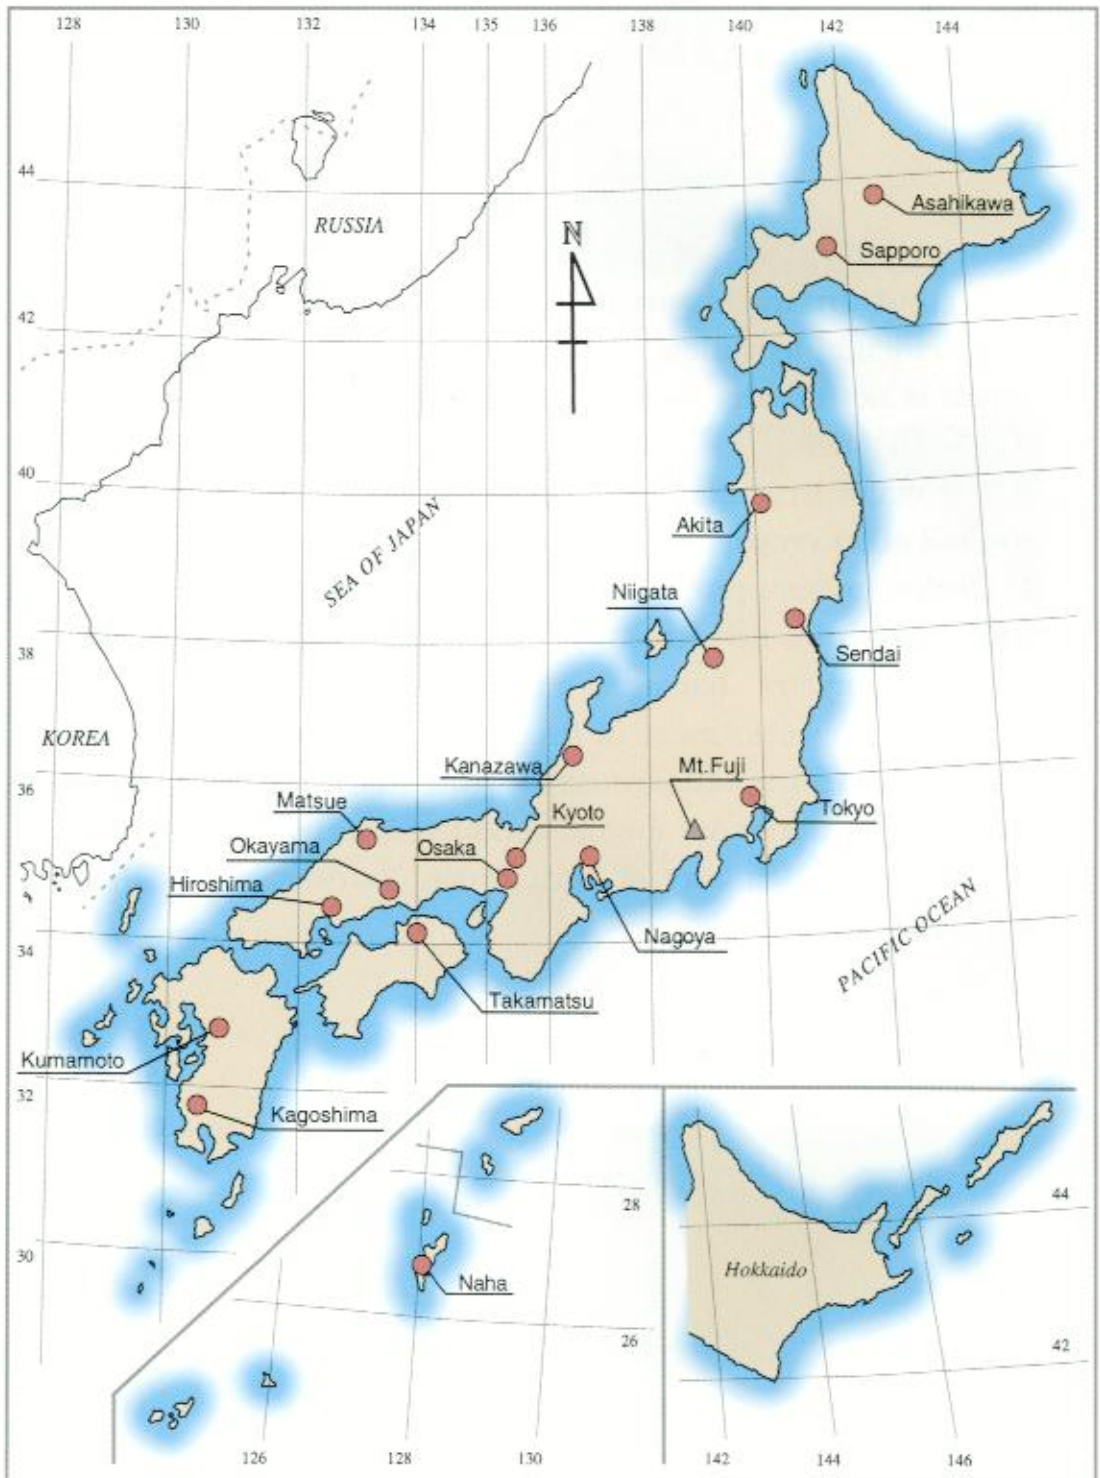 128 130 132 134 135 136 138 140 142 144
44
RUSSIA
N
Asahikawa
Sapporo
42
40
SEA OF JAPAN
Akita
Niigata
38
Sendai
KOREA
Kanazawa
Mt.Fuji
36
Matsue
Kyoto
Tokyo
Okayama
Osaka
Hiroshima
34
Nagoya
PACIFIC OCEAN
Takamatsu
Kumamoto
32
Kagoshima
28
44
30
Naha
Hokkaido
26
42
126 128 130 142 144 146